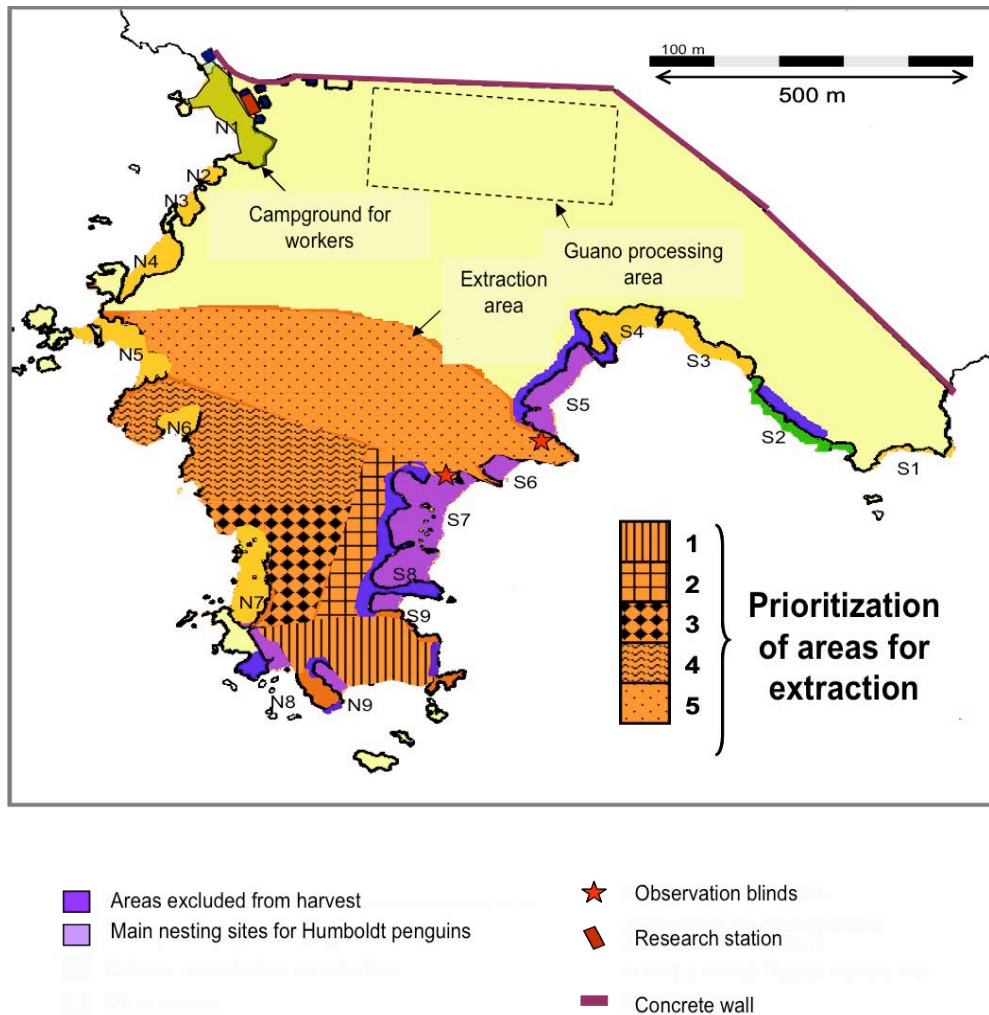 100 m
500 m
N1
N2
N3
N4
Campground for
workers
Guano processing
area
Extraction
area
N5
N6
N7
N8
N9
S1
S2
S3
S4
S5
S6
S7
S8
S9
1
2
3
4
5
Prioritization
of areas for
extraction
Areas excluded from harvest
Main nesting sites for Humboldt penguins
Observation blinds
Research station
Concrete wall